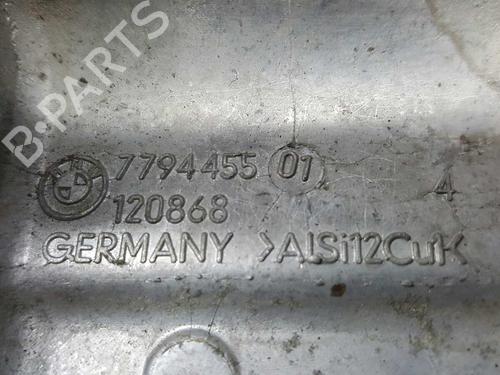 B-PARTS
7794455 01
120868
4
GERMANY >AlSi12CuK